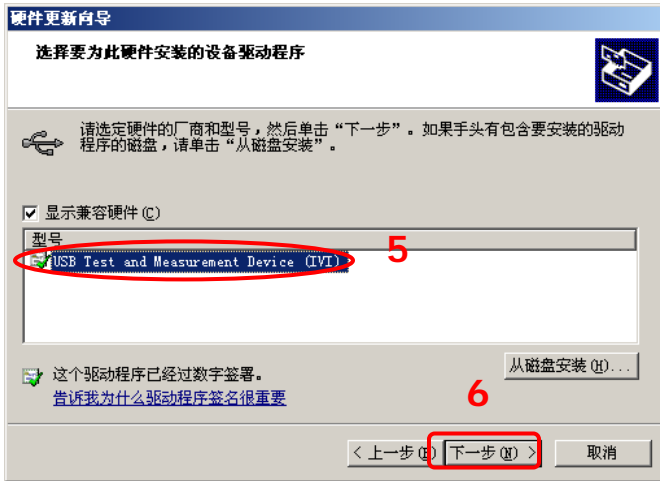 硬件更新向导
选择要为此硬件安装的设备驱动程序
请选定硬件的厂商和型号，然后单击“下一步”。如果手头有包含要安装的驱动
程序的磁盘，请单击“从磁盘安装”。
显示兼容硬件(C)
型号
USB Test and Measurement Device (IVI)
5
这个驱动程序已经过数字签署。
从磁盘安装(H)...
告诉我为什么驱动程序签名很重要
6
< 上一步(B)
下一步(N) >
取消